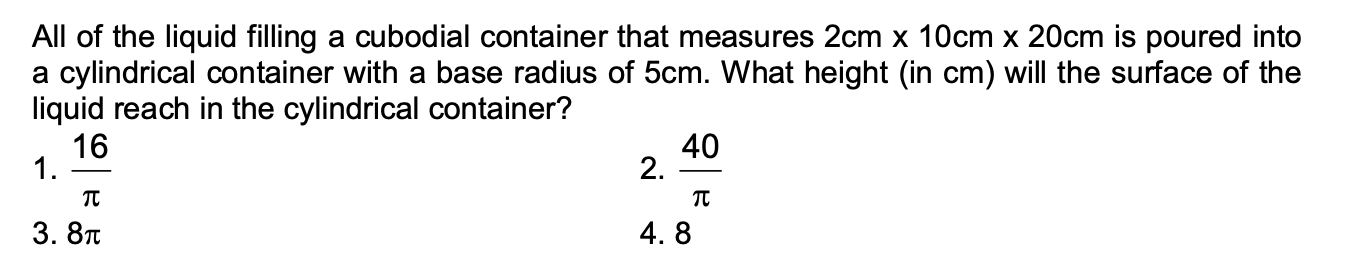 All of the liquid filling a cubodial container that measures 2cm x 10cm x 20cm is poured into
a cylindrical container with a base radius of 5cm. What height (in cm) will the surface of the
liquid reach in the cylindrical container?
1. 16/π
2. 40/π
3. 8π
4. 8